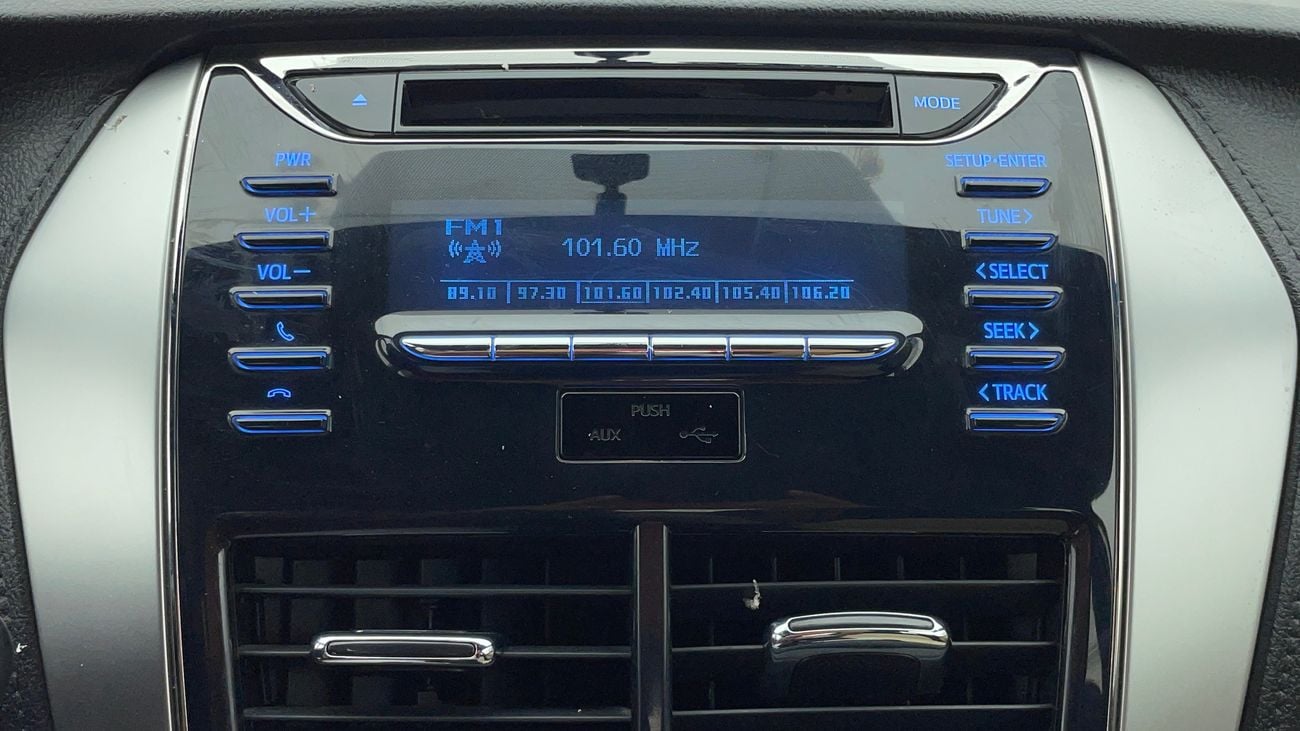 MODE
PWR
SETUP•ENTER
VOL+
TUNE>
FM1
101.60 MHz
VOL−
<SELECT
89.10 | 97.30 | 101.60 | 102.40 | 105.40 | 106.20
SEEK>
<TRACK
PUSH
AUX